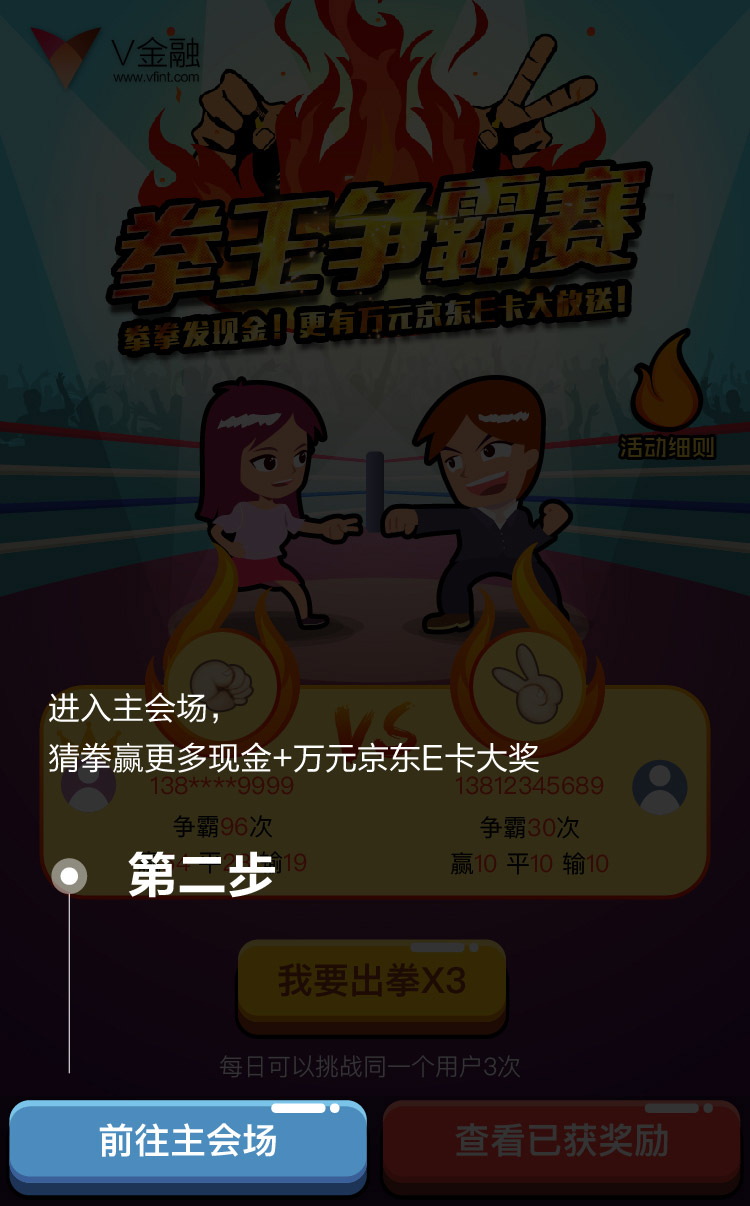 V金融
www.vfint.com
拳王争霸赛
拳拳发现金！更有万元京东E卡大放送！
活动细则
VS
进入主会场，
猜拳赢更多现金+万元京东E卡大奖
138****9999
13812345689
争霸96次
争霸30次
输19
赢10 平10 输10
第二步
我要出拳X3
每日可以挑战同一个用户3次
前往主会场
查看已获奖励